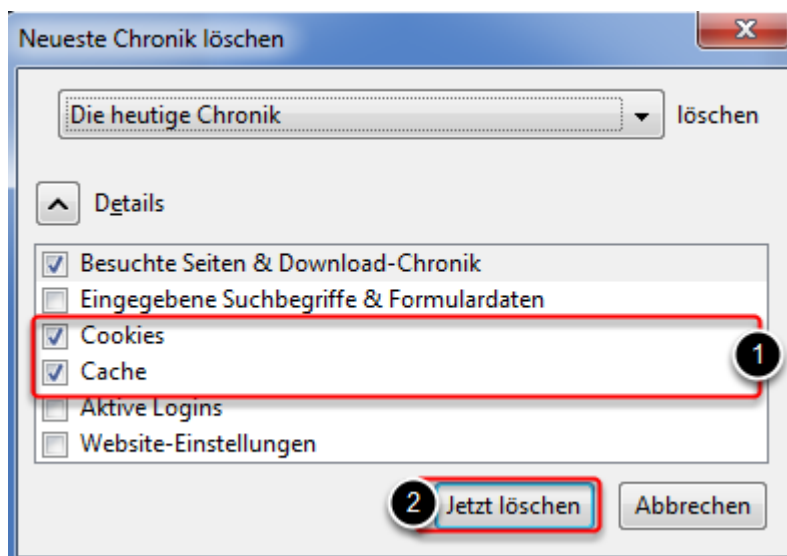 Neueste Chronik löschen
Die heutige Chronik löschen
Details
Besuchte Seiten & Download-Chronik
Eingegebene Suchbegriffe & Formulardaten
Cookies
1
Cache
Aktive Logins
Website-Einstellungen
2 Jetzt löschen Abbrechen